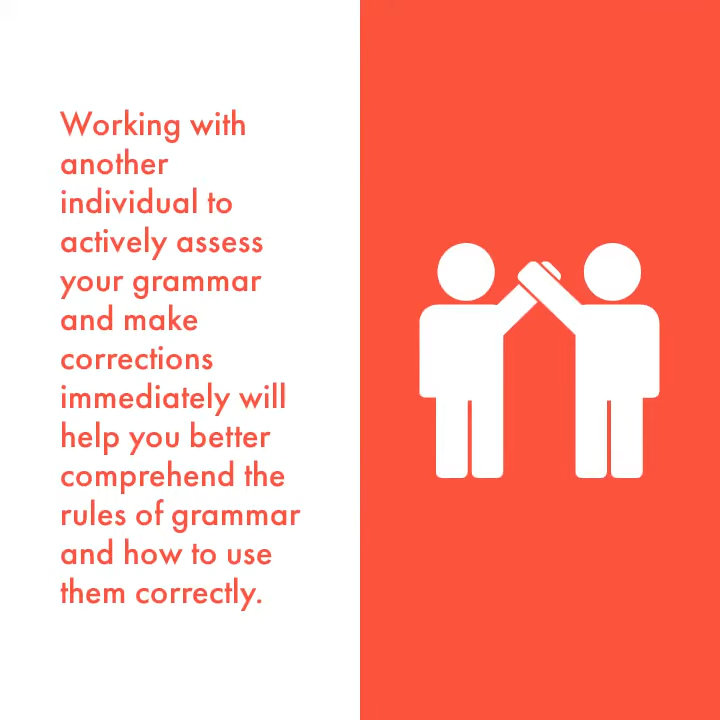 Working with
another
individual to
actively assess
your grammar
and make
corrections
immediately will
help you better
comprehend the
rules of grammar
and how to use
them correctly.